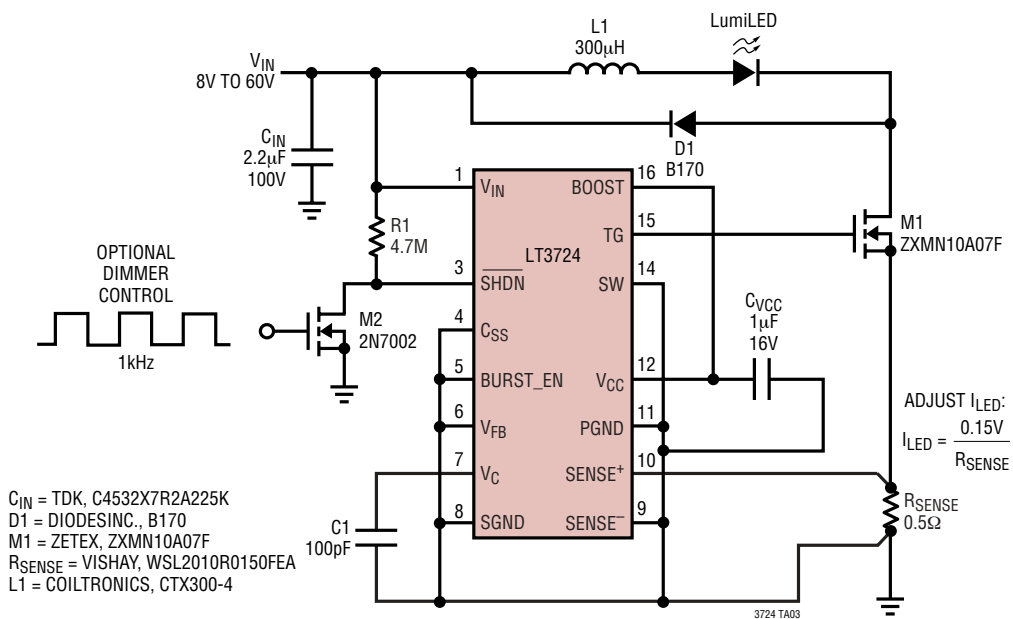 LumiLED
L1
300µH
VIN
8V TO 60V
CIN
2.2µF
100V
D1
B170
1
VIN
BOOST
16
R1
4.7M
TG
15
M1
ZXMN10A07F
LT3724
OPTIONAL
DIMMER
CONTROL
3
SHDN
SW
14
M2
2N7002
1kHz
4
CSS
CVCC
1µF
16V
5
BURST_EN
VCC
12
6
VFB
PGND
11
ADJUST ILED:
ILED = 0.15V
RSENSE
7
VC
SENSE+
10
8
SGND
SENSE–
9
C1
100pF
RSENSE
0.5Ω
CIN = TDK, C4532X7R2A225K
D1 = DIODESINC., B170
M1 = ZETEX, ZXMN10A07F
RSENSE = VISHAY, WSL2010R0150FEA
L1 = COILTRONICS, CTX300-4
3724 TA03